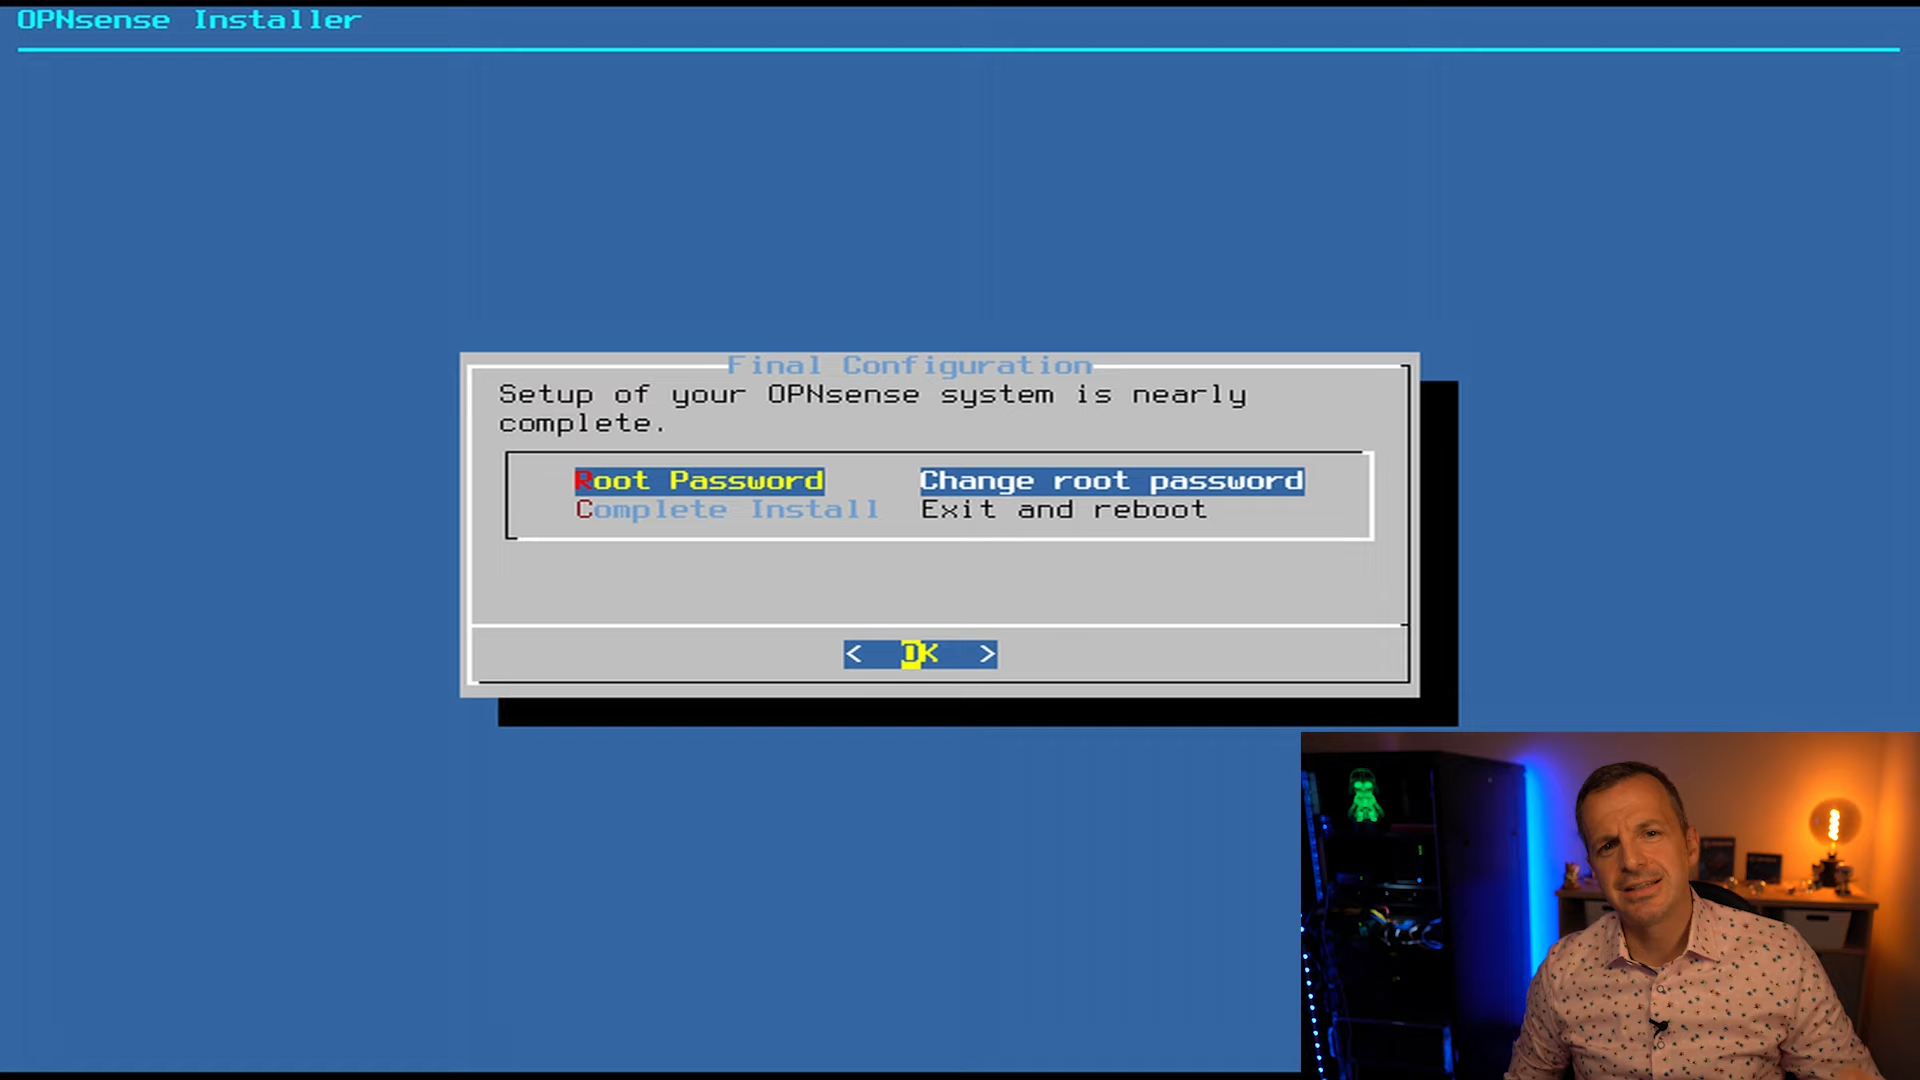 OPNsense Installer
Final Configuration
Setup of your OPNsense system is nearly
complete.
Root Password Change root password
Complete Install Exit and reboot
< OK >